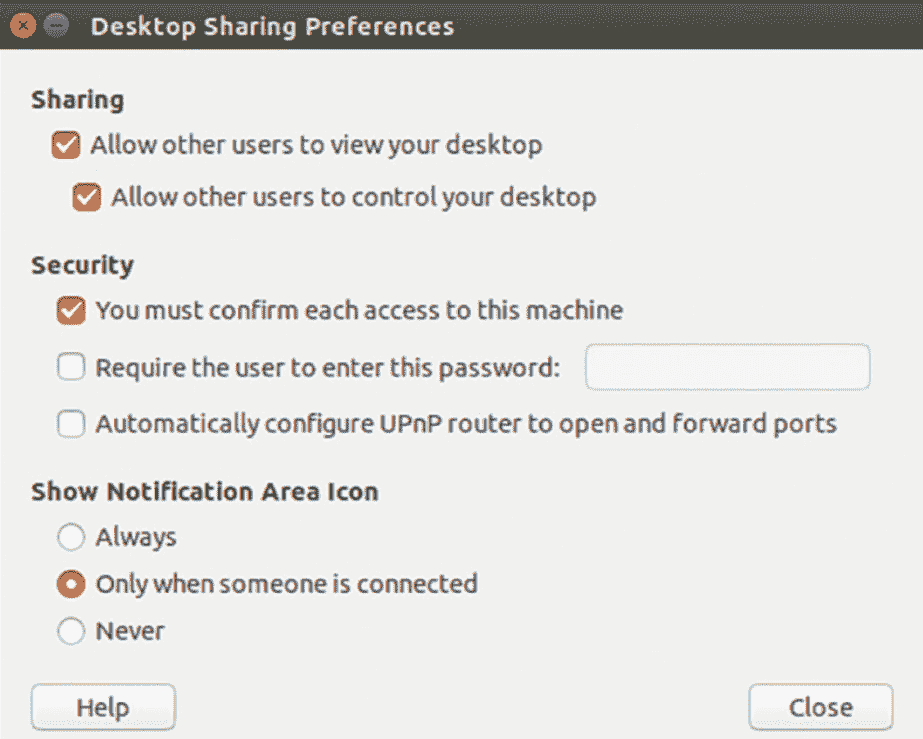 Desktop Sharing Preferences
Sharing
Allow other users to view your desktop
Allow other users to control your desktop
Security
You must confirm each access to this machine
Require the user to enter this password:
Automatically configure UPnP router to open and forward ports
Show Notification Area Icon
Always
Only when someone is connected
Never
Help
Close